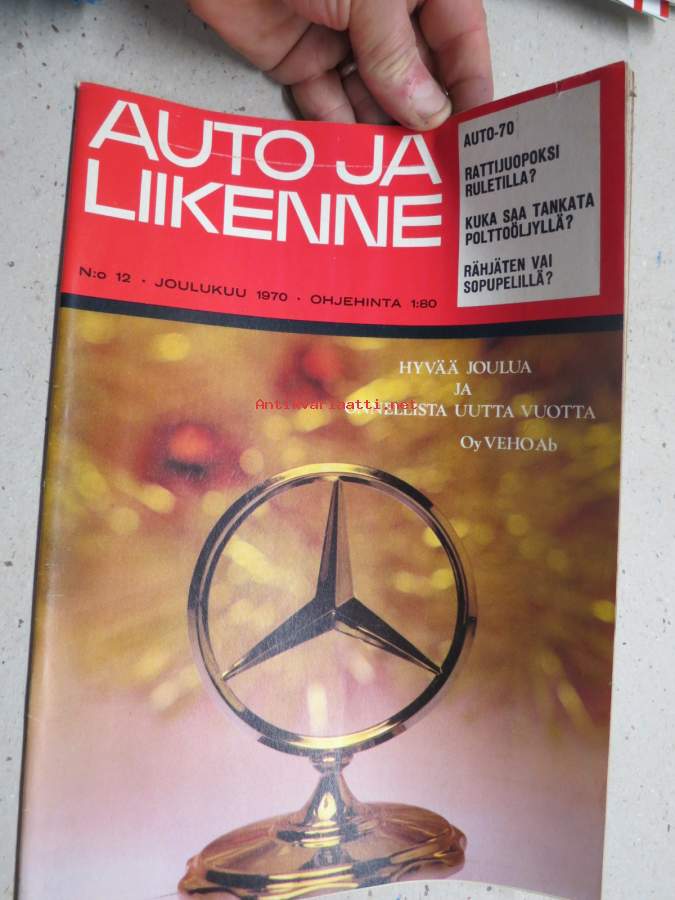 AUTO JA
LIIKENNE
N:o 12 · JOULUKUU 1970 · OHJEHINTA 1:80
AUTO-70
RATTIJUOPOKSI
RULETILLA?
KUKA SAA TANKATA
POLTTOÖLJYLLÄ?
RÄHJÄTEN VAI
SOPUPELILLÄ?
HYVÄÄ JOULUA
JA
Antikvariaatti.net
UUTTA VUOTTA
Oy VEHO Ab